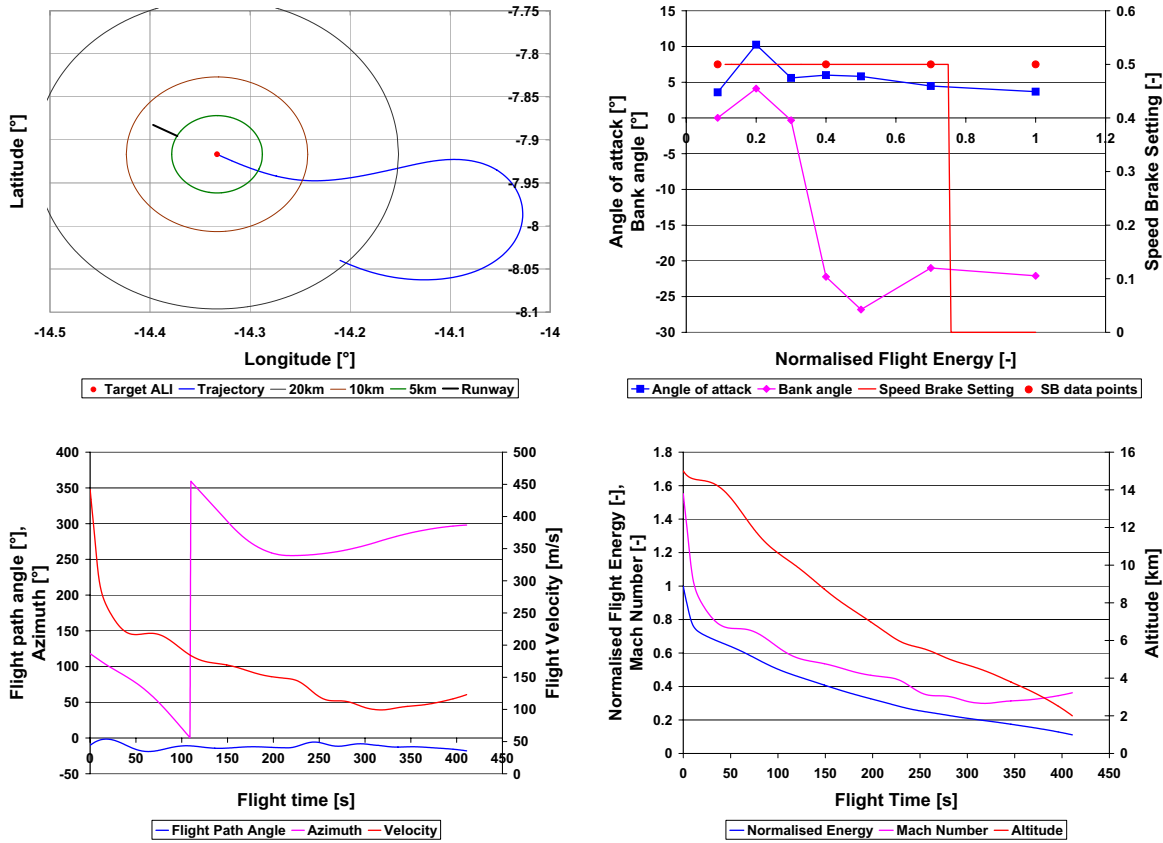 -7.75
-7.8
-7.85
-7.9
-7.95
-8
-8.05
-8.1
Latitude [°]
-14.5 -14.4 -14.3 -14.2 -14.1 -14
Longitude [°]
Target ALI Trajectory 20km 10km 5km Runway
15
10
5
0
-5
-10
-15
-20
-25
-30
Angle of attack [°]
Bank angle [°]
0 0.2 0.4 0.6 0.8 1 1.2
0.6
0.5
0.4
0.3
0.2
0.1
0
Speed Brake Setting [-]
Normalised Flight Energy [-]
Angle of attack Bank angle Speed Brake Setting SB data points
400
350
300
250
200
150
100
50
0
-50
Flight path angle [°],
Azimuth [°]
0 50 100 150 200 250 300 350 400 450
500
450
400
350
300
250
200
150
100
50
0
Flight Velocity [m/s]
Flight time [s]
Flight Path Angle Azimuth Velocity
1.8
1.6
1.4
1.2
1
0.8
0.6
0.4
0.2
0
Normalised Flight Energy [-],
Mach Number [-]
0 50 100 150 200 250 300 350 400 450
16
14
12
10
8
6
4
2
0
Altitude [km]
Flight Time [s]
Normalised Energy Mach Number Altitude